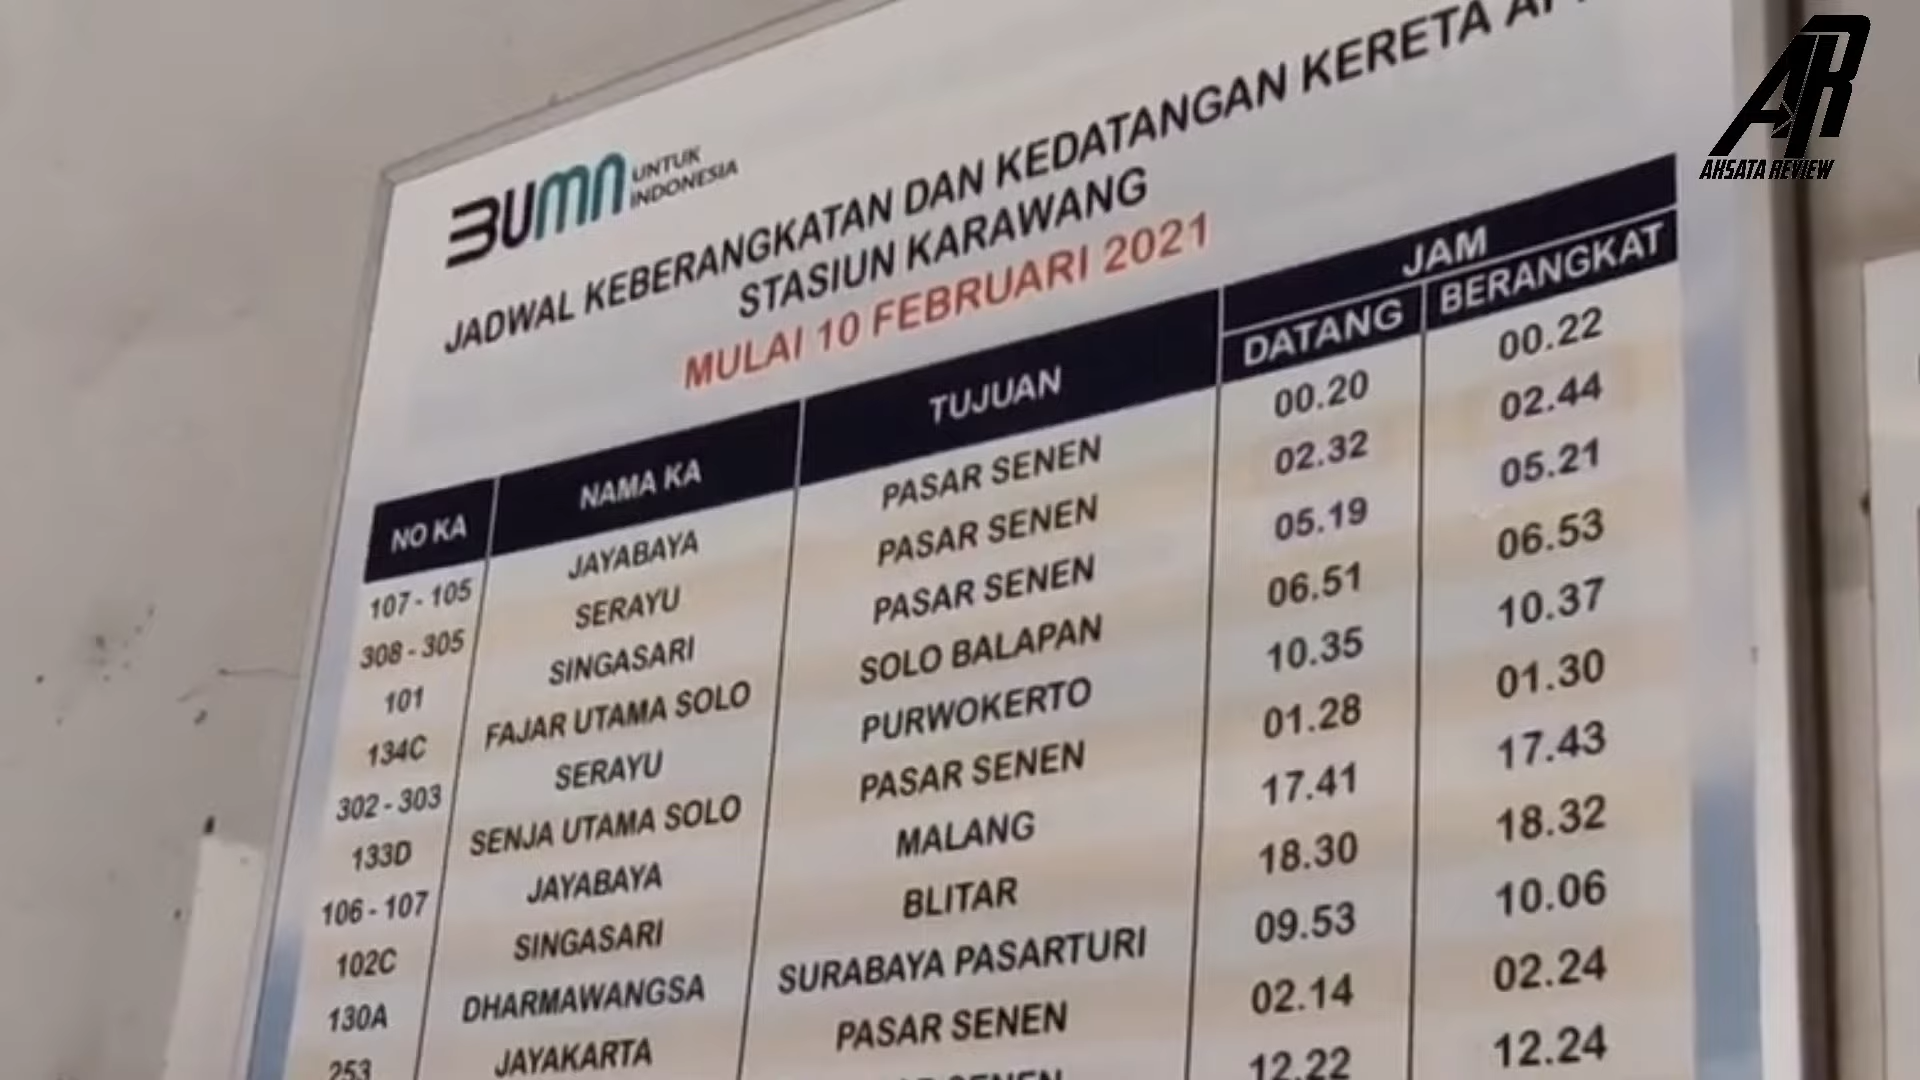 BUMN UNTUK
INDONESIA
AR
AHSATA REVIEW
JADWAL KEBERANGKATAN DAN KEDATANGAN KERETA
STASIUN KARAWANG
MULAI 10 FEBRUARI 2021
NO KA NAMA KA TUJUAN JAM
DATANG BERANGKAT
107 - 105 JAYABAYA PASAR SENEN 00.20 00.22
308 - 305 SERAYU PASAR SENEN 02.32 02.44
101 SINGASARI PASAR SENEN 05.19 05.21
134C FAJAR UTAMA SOLO SOLO BALAPAN 06.51 06.53
302 - 303 SERAYU PURWOKERTO 10.35 10.37
133D SENJA UTAMA SOLO PASAR SENEN 01.28 01.30
106 - 107 JAYABAYA MALANG 17.41 17.43
102C SINGASARI BLITAR 18.30 18.32
130A DHARMAWANGSA SURABAYA PASARTURI 09.53 10.06
253 JAYAKARTA PASAR SENEN 02.14 02.24
SENEN 12.22 12.24